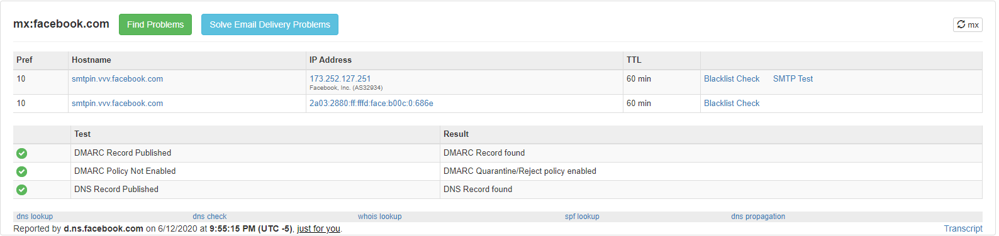 mx:facebook.com Find Problems Solve Email Delivery Problems mx
Pref Hostname IP Address TTL
10 smtpin.vvv.facebook.com 173.252.127.251 60 min Blacklist Check SMTP Test
Facebook, Inc. (AS32934)
10 smtpin.vvv.facebook.com 2a03:2880:ff:fffd:face:b00c:0:686e 60 min Blacklist Check
Test Result
DMARC Record Published DMARC Record found
DMARC Policy Not Enabled DMARC Quarantine/Reject policy enabled
DNS Record Published DNS Record found
dns lookup dns check whois lookup spf lookup dns propagation
Reported by d.ns.facebook.com on 6/12/2020 at 9:55:15 PM (UTC -5), just for you. Transcript